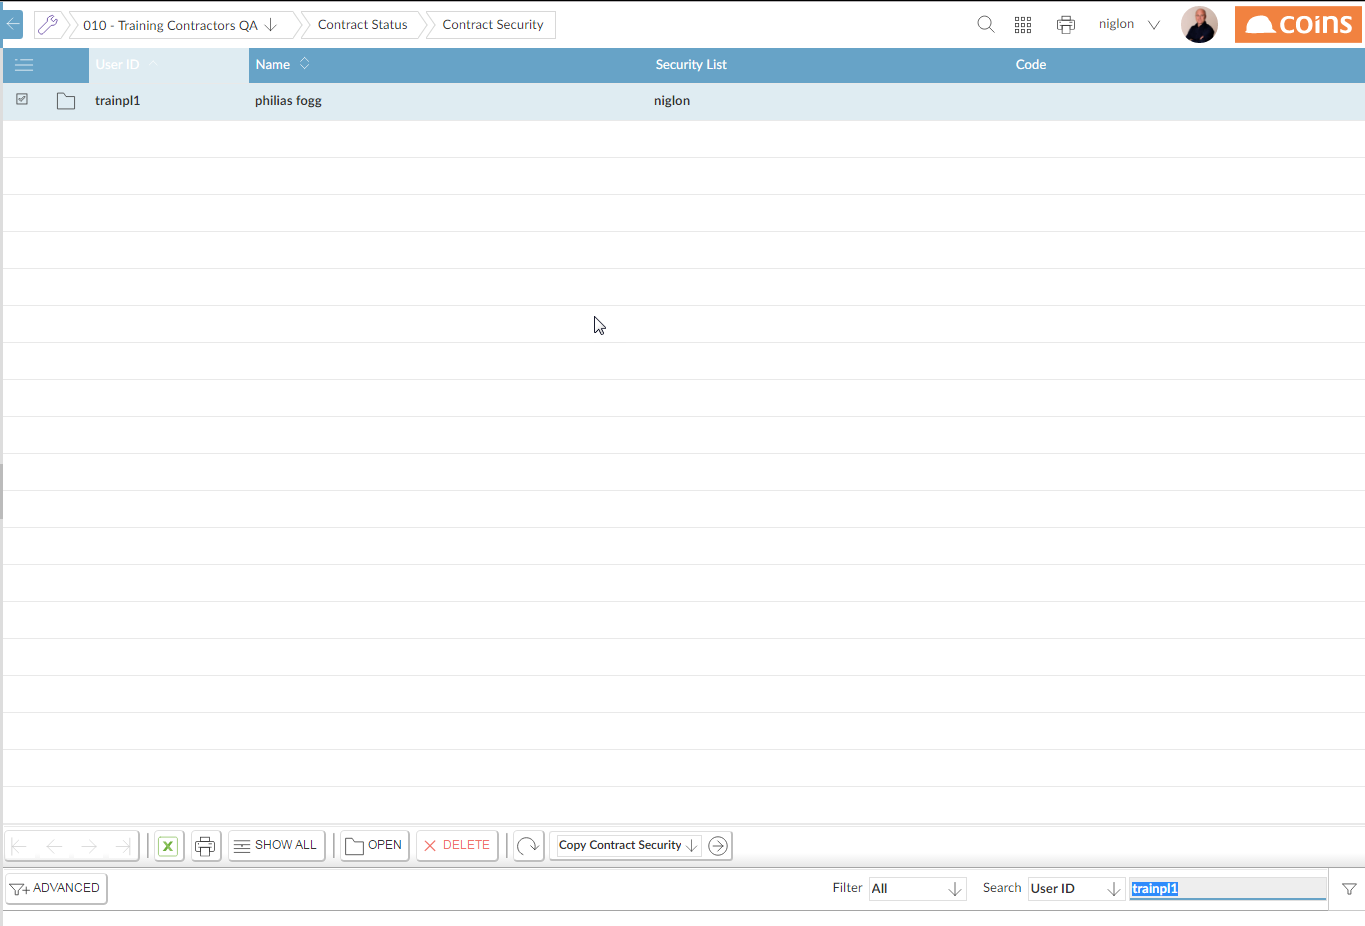 010 - Training Contractors QA
Contract Status
Contract Security
niglon
coins
User ID
Name
Security List
Code
trainpl1
philias fogg
niglon
SHOW ALL
OPEN
DELETE
Copy Contract Security
ADVANCED
Filter
All
Search
User ID
trainpl1